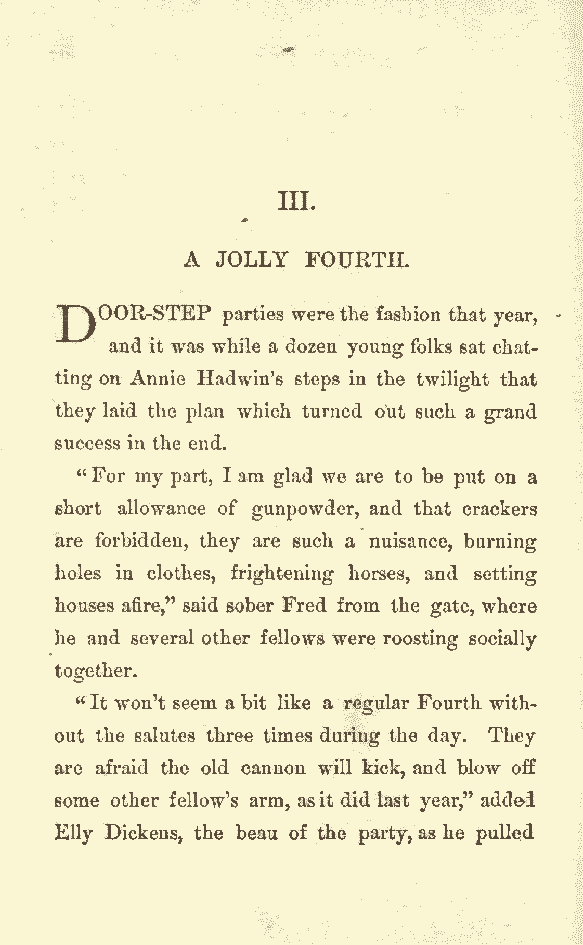 III.
A JOLLY FOURTH.
DOOR-STEP parties were the fashion that year,
and it was while a dozen young folks sat chat-
ting on Annie Hadwin's steps in the twilight that
they laid the plan which turned out such a grand
success in the end.
"For my part, I am glad we are to be put on a
short allowance of gunpowder, and that crackers
are forbidden, they are such a nuisance, burning
holes in clothes, frightening horses, and setting
houses afire," said sober Fred from the gate, where
he and several other fellows were roosting socially
together.
"It won't seem a bit like a regular Fourth with-
out the salutes three times during the day. They
are afraid the old cannon will kick, and blow off
some other fellow's arm, as it did last year," added
Elly Dickens, the beau of the party, as he pulled